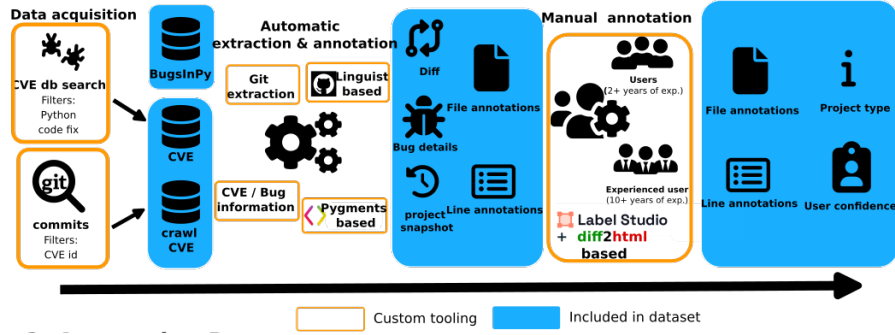 Data acquisition
CVE db search
Filters:
Python
code fix
git
commits
Filters:
CVE id
BugsInPy
CVE
crawl
CVE
Automatic
extraction & annotation
Git
extraction
Linguist
based
CVE / Bug
information
Pygments
based
Diff
File annotations
Bug details
project
snapshot
Line annotations
Manual annotation
Users
(2+ years of exp.)
Experienced user
(10+ years of exp.)
Label Studio
+ diff2html
based
File annotations
Project type
Line annotations
User confidence
Custom tooling
Included in dataset